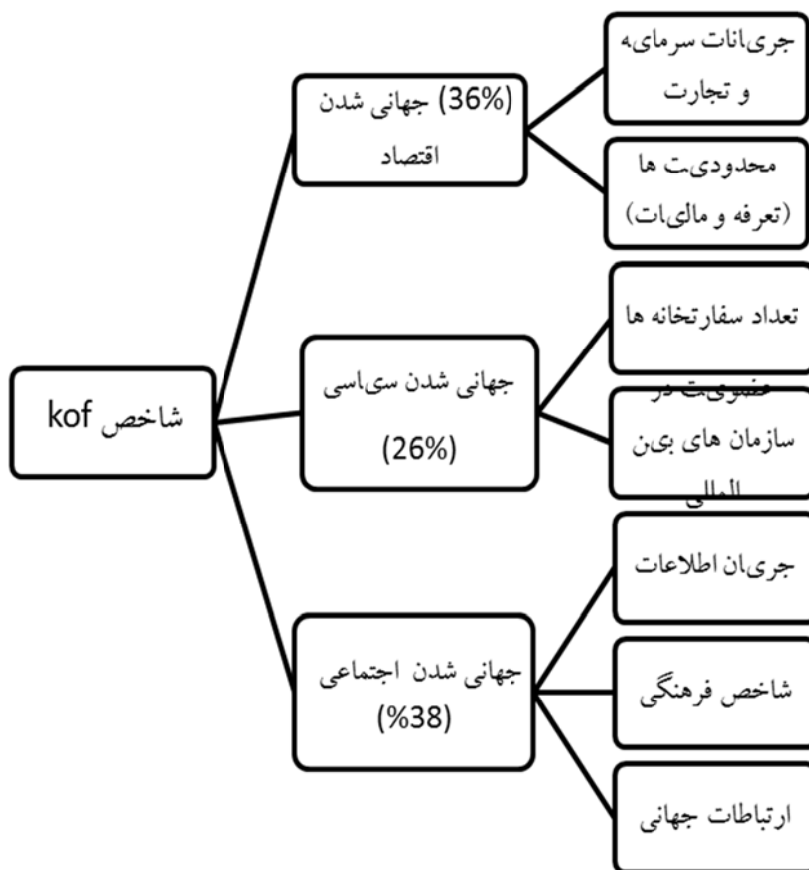 جریانات سرمایه
و تجارت
(36%) جهانی شدن
اقتصاد
محدودیت ها
(تعرفه و مالیات)
تعداد سفارتخانه ها
جهانی شدن سیاسی
(26%)
عضویت در
سازمان های بین
المللی
شاخص kof
جریان اطلاعات
جهانی شدن اجتماعی
(%38)
شاخص فرهنگی
ارتباطات جهانی